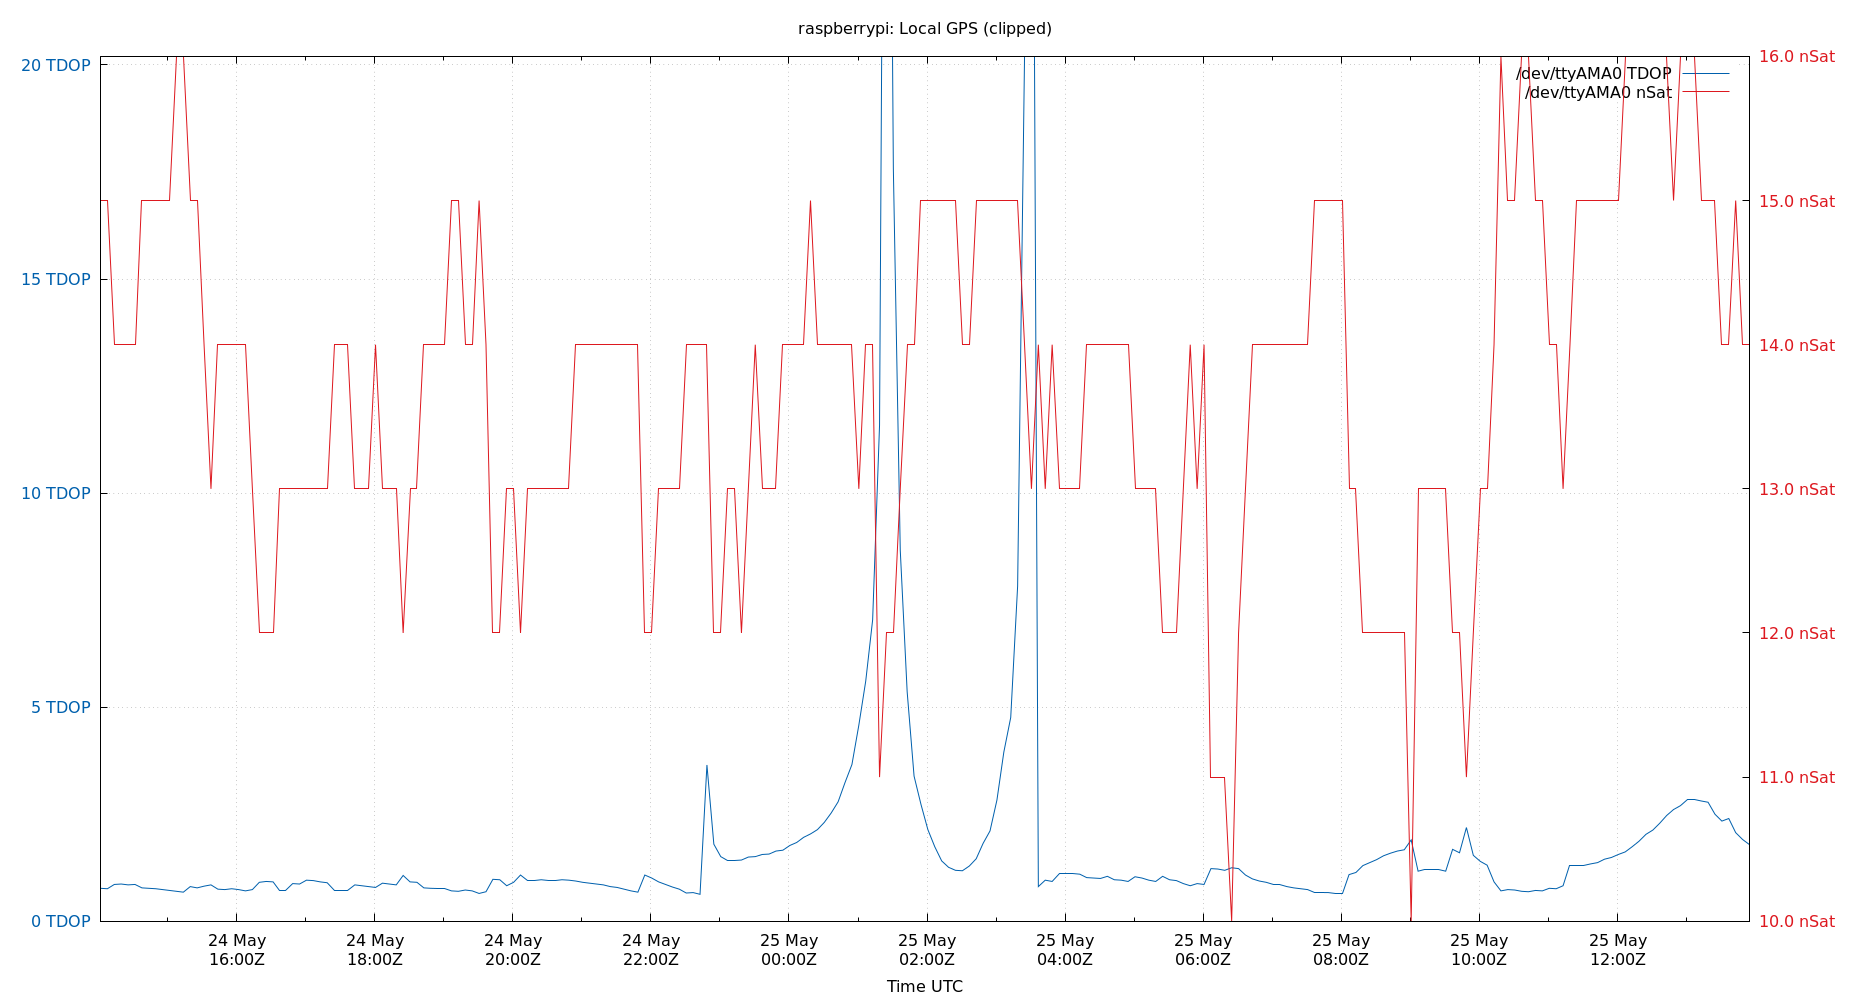 raspberrypi: Local GPS (clipped)
20 TDOP
15 TDOP
10 TDOP
5 TDOP
0 TDOP
16.0 nSat
15.0 nSat
14.0 nSat
13.0 nSat
12.0 nSat
11.0 nSat
10.0 nSat
/dev/ttyAMA0 TDOP
/dev/ttyAMA0 nSat
24 May 24 May 24 May 24 May 25 May 25 May 25 May 25 May 25 May 25 May 25 May
16:00Z 18:00Z 20:00Z 22:00Z 00:00Z 02:00Z 04:00Z 06:00Z 08:00Z 10:00Z 12:00Z
Time UTC